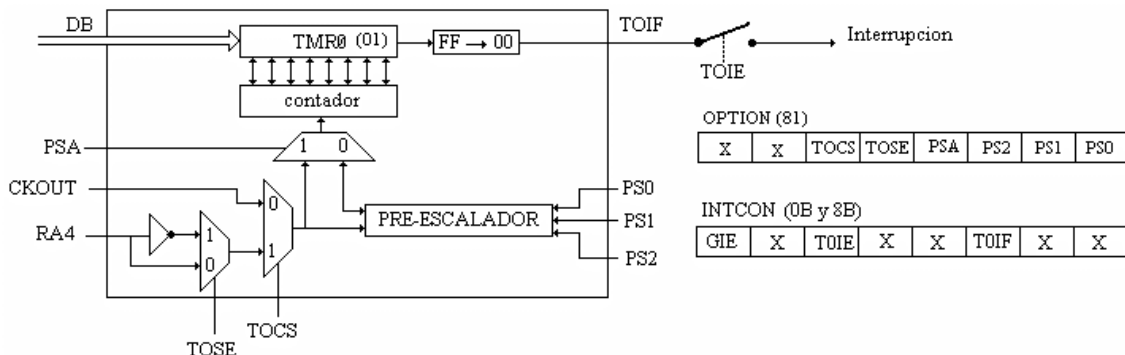 DB
TMRØ (01)
FF → 00
TOIF
Interrupcion
TOIE
contador
OPTION (81)
X X TOCS TOSE PSA PS2 PS1 PS0
PSA
1 0
CKOUT
0
PRE-ESCALADOR
PS0
PS1
PS2
INTCON (0B y 8B)
GIE X T0IE X X T0IF X X
RA4
1
0
1
TOCS
TOSE